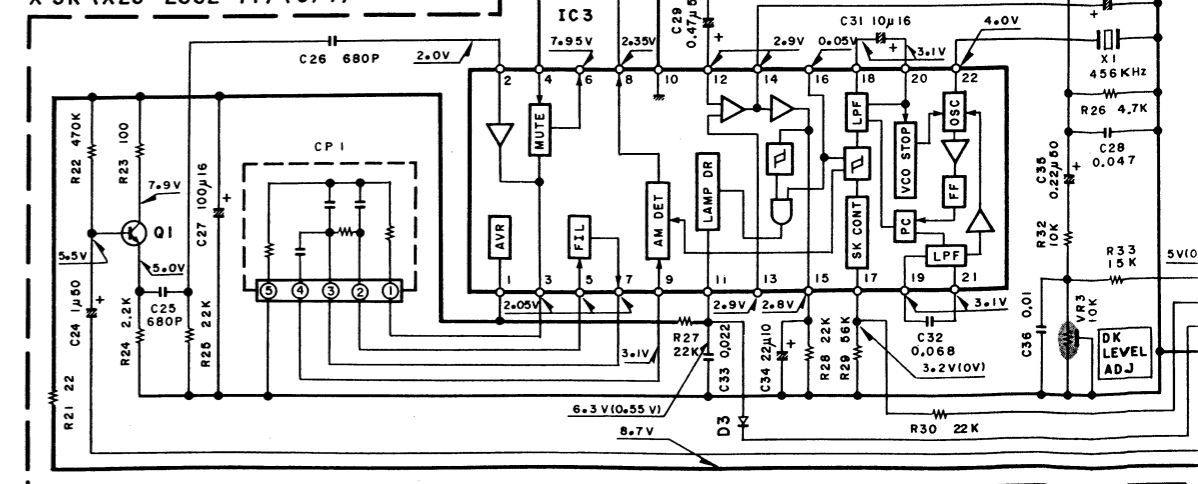 IC3
C29
0.47μ5
C31 10μ16
4.0V
C26 680P
2.0V
7.95V
2.35V
2.9V
0.05V
3.1V
X1
456KHz
2
4
6
8
10
12
14
16
18
20
22
R26 4.7K
C28
0.047
R22 470K
R23 100
CP1
MUTE
LPF
VCO STOP
OSC
C35
0.22μ50
C27 100μ16
7.9V
Q1
LAMP DR
FF
AM DET
SK CONT
PC
AVR
FIL
LPF
R32
10K
R33
15K
5V(0
5.5V
5.0V
1
3
5
7
9
11
13
15
17
19
21
5
4
3
2
1
C24 1μ50
C25
680P
R24 2.2K
R25 22K
2.05V
2.9V
2.8V
3.1V
R27
22K
3.1V
C33 0.022
C34 22μ10
R28 22K
R29 56K
C32
0.068
C36 0.01
VR3
10K
DK
LEVEL
ADJ
3.2V(0V)
R21 22
6.3V(0.55V)
D3
R30 22K
8.7V